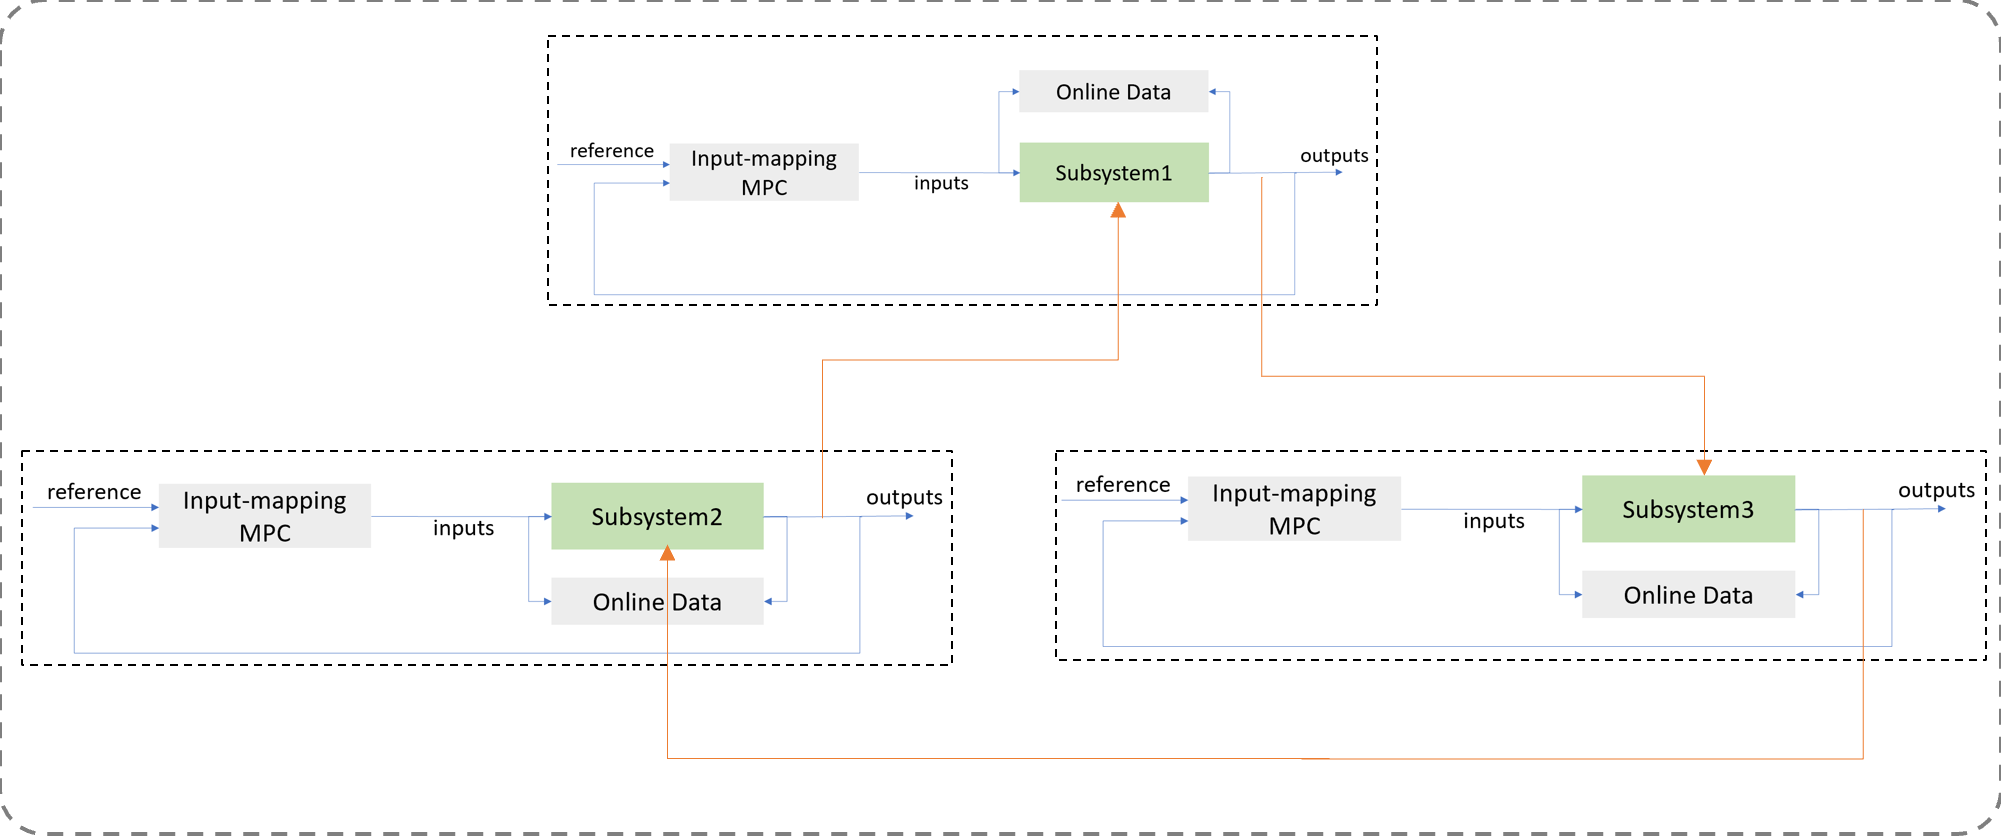 Online Data
reference
Input-mapping
MPC
inputs
Subsystem1
outputs
reference
Input-mapping
MPC
inputs
Subsystem2
outputs
Online Data
reference
Input-mapping
MPC
inputs
Subsystem3
outputs
Online Data